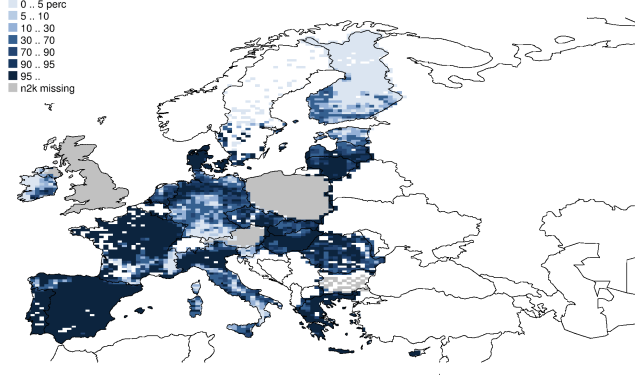 0 .. 5 perc
5 .. 10
10 .. 30
30 .. 70
70 .. 90
90 .. 95
95 ..
n2k missing